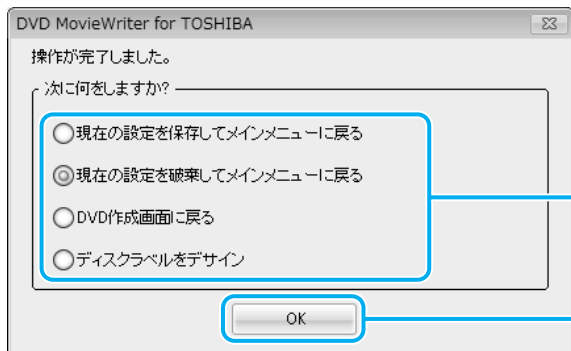 DVD MovieWriter for TOSHIBA
操作が完了しました。
次に何をしますか?
現在の設定を保存してメインメニューに戻る
現在の設定を破棄してメインメニューに戻る
DVD作成画面に戻る
ディスクラベルをデザイン
OK